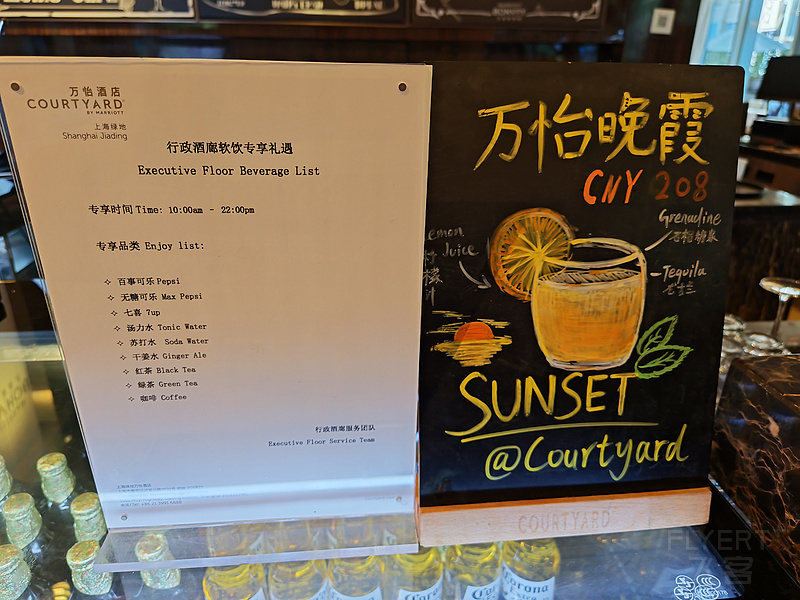 万怡酒店
COURTYARD
BY MARRIOTT
上海绿地
Shanghai Jiading
行政酒廊软饮专享礼遇
Executive Floor Beverage List
专享时间 Time: 10:00am - 22:00pm
专享品类 Enjoy list:
✧ 百事可乐 Pepsi
✧ 无糖可乐 Max Pepsi
✧ 七喜 7up
✧ 汤力水 Tonic Water
✧ 苏打水 Soda Water
✧ 干姜水 Ginger Ale
✧ 红茶 Black Tea
✧ 绿茶 Green Tea
✧ 咖啡 Coffee
行政酒廊服务团队
Executive Floor Service Team
万怡晚霞
CNY 208
Grenadine
石榴糖浆
Lemon
Juice
柠檬汁
Tequila
龙舌兰
SUNSET
@Courtyard
COURTYARD
Corona
Corona
FLYERT